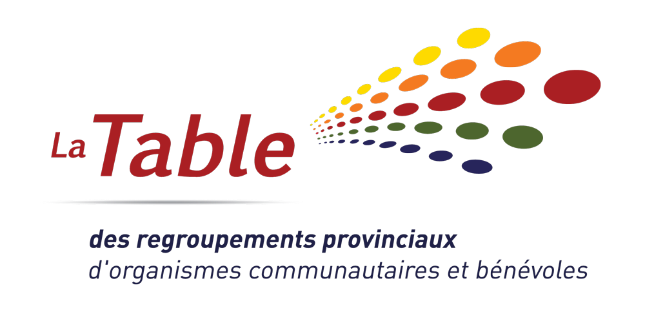 La Table
des regroupements provinciaux
d'organismes communautaires et bénévoles